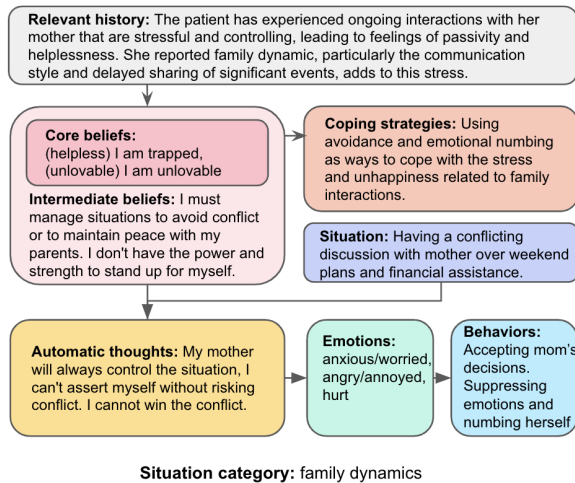 Relevant history: The patient has experienced ongoing interactions with her
mother that are stressful and controlling, leading to feelings of passivity and
helplessness. She reported family dynamic, particularly the communication
style and delayed sharing of significant events, adds to this stress.
Core beliefs:
(helpless) I am trapped,
(unlovable) I am unlovable
Intermediate beliefs: I must
manage situations to avoid conflict
or to maintain peace with my
parents. I don't have the power and
strength to stand up for myself.
Coping strategies: Using
avoidance and emotional numbing
as ways to cope with the stress
and unhappiness related to family
interactions.
Situation: Having a conflicting
discussion with mother over weekend
plans and financial assistance.
Automatic thoughts: My mother
will always control the situation, I
can't assert myself without risking
conflict. I cannot win the conflict.
Emotions:
anxious/worried,
angry/annoyed,
hurt
Behaviors:
Accepting mom's
decisions.
Suppressing
emotions and
numbing herself
Situation category: family dynamics